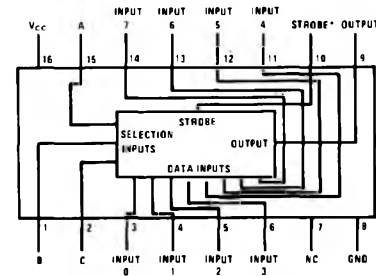 INPUT INPUT INPUT INPUT
Vcc A 7 6 5 4 STROBE* OUTPUT
16 15 14 13 12 11 10 9
STROBE
SELECTION
INPUTS
OUTPUT
DATA INPUTS
1 2 3 4 5 6 7 8
B C INPUT INPUT INPUT INPUT NC GND
0 1 2 3